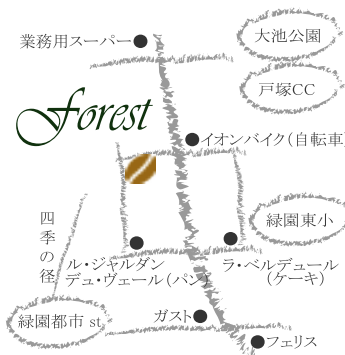 業務用スーパー
大池公園
戸塚CC
Forest
イオンバイク(自転車)
四季の径
緑園東小
ル・ジャルダン
デュ・ヴェール(パン)
ラ・ベルデュール
(ケーキ)
緑園都市 st
ガスト
フェリス